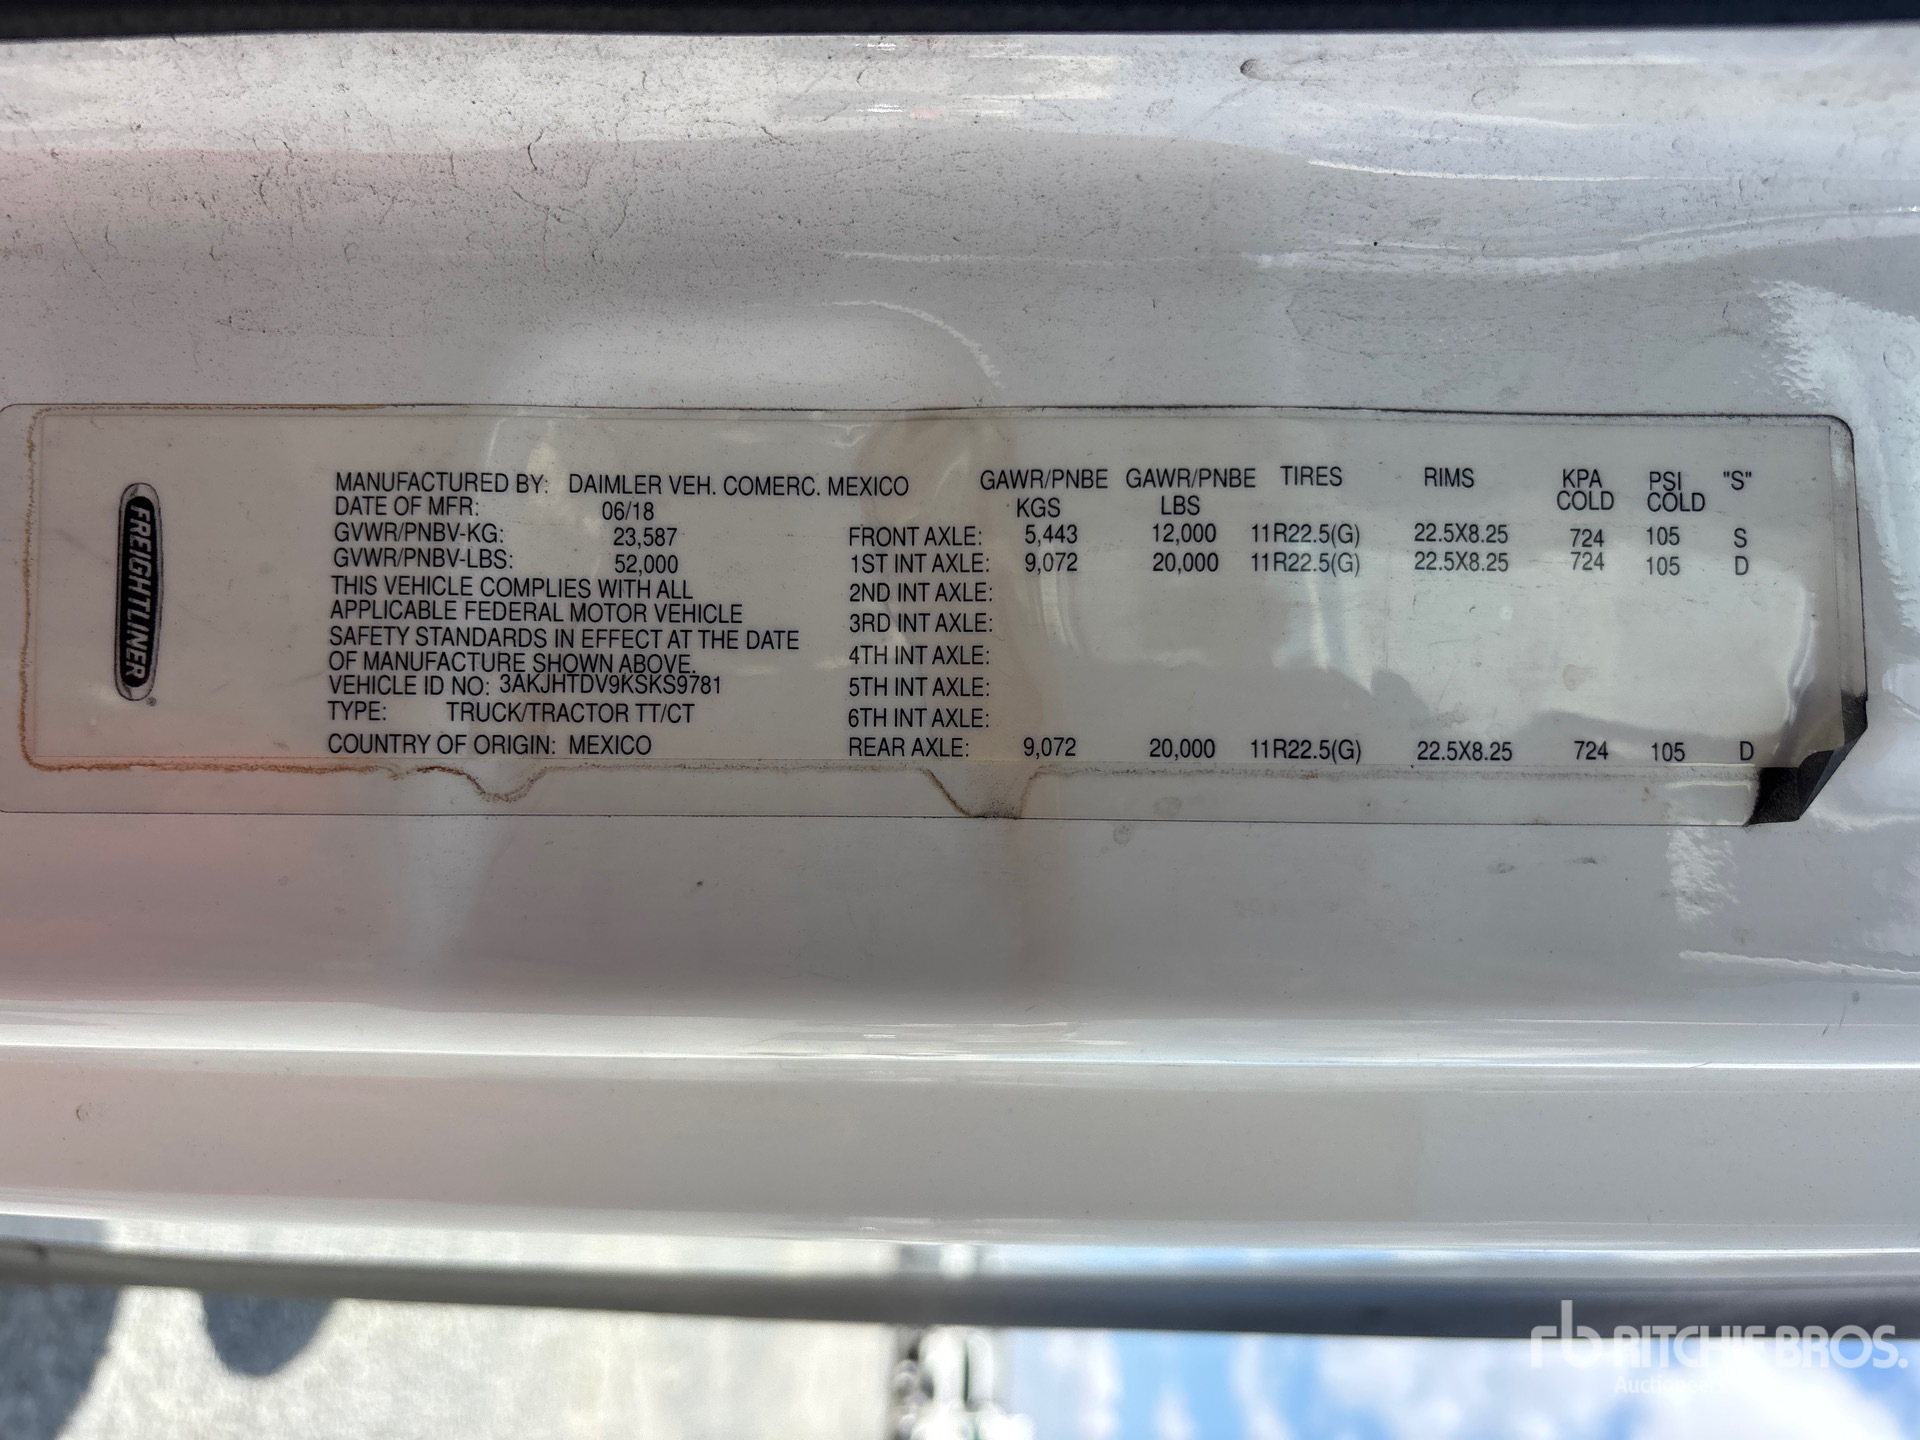 FREIGHTLINER
MANUFACTURED BY: DAIMLER VEH. COMERC. MEXICO
DATE OF MFR: 06/18
GVWR/PNBV-KG: 23,587
GVWR/PNBV-LBS: 52,000
THIS VEHICLE COMPLIES WITH ALL
APPLICABLE FEDERAL MOTOR VEHICLE
SAFETY STANDARDS IN EFFECT AT THE DATE
OF MANUFACTURE SHOWN ABOVE.
VEHICLE ID NO: 3AKJHTDV9KSKS9781
TYPE: TRUCK/TRACTOR TT/CT
COUNTRY OF ORIGIN: MEXICO
GAWR/PNBE GAWR/PNBE TIRES RIMS KPA PSI "S"
KGS LBS COLD COLD
FRONT AXLE: 5,443 12,000 11R22.5(G) 22.5X8.25 724 105 S
1ST INT AXLE: 9,072 20,000 11R22.5(G) 22.5X8.25 724 105 D
2ND INT AXLE:
3RD INT AXLE:
4TH INT AXLE:
5TH INT AXLE:
6TH INT AXLE:
REAR AXLE: 9,072 20,000 11R22.5(G) 22.5X8.25 724 105 D
rb RITCHIE BROS.
Auctioneers